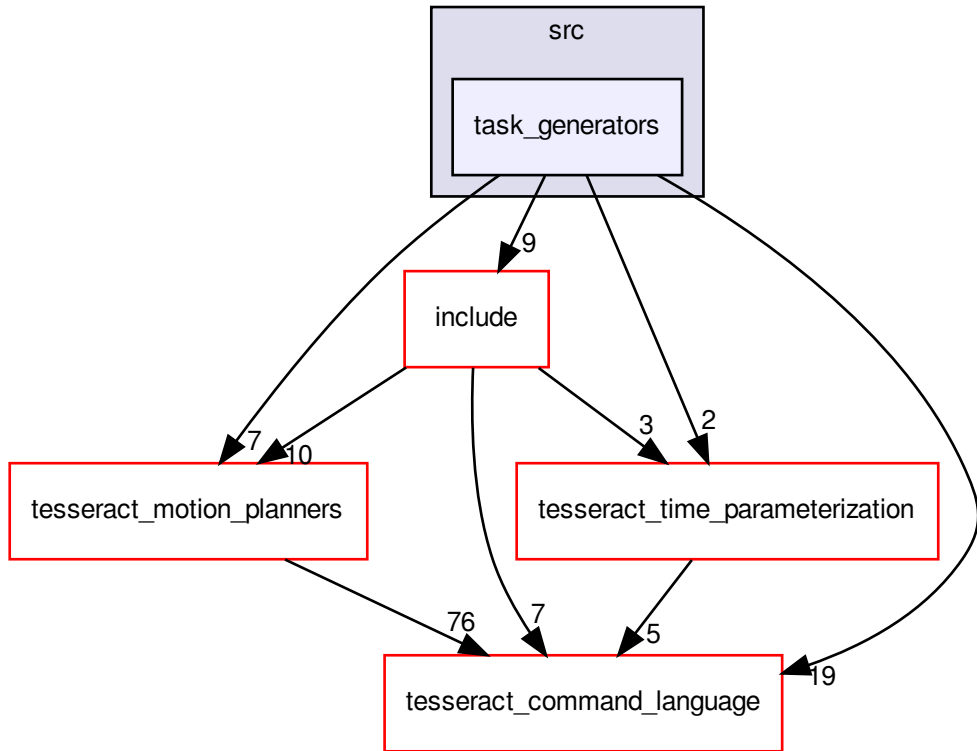 src
task_generators
9
include
7
10
3
2
tesseract_motion_planners
tesseract_time_parameterization
76
7
5
19
tesseract_command_language